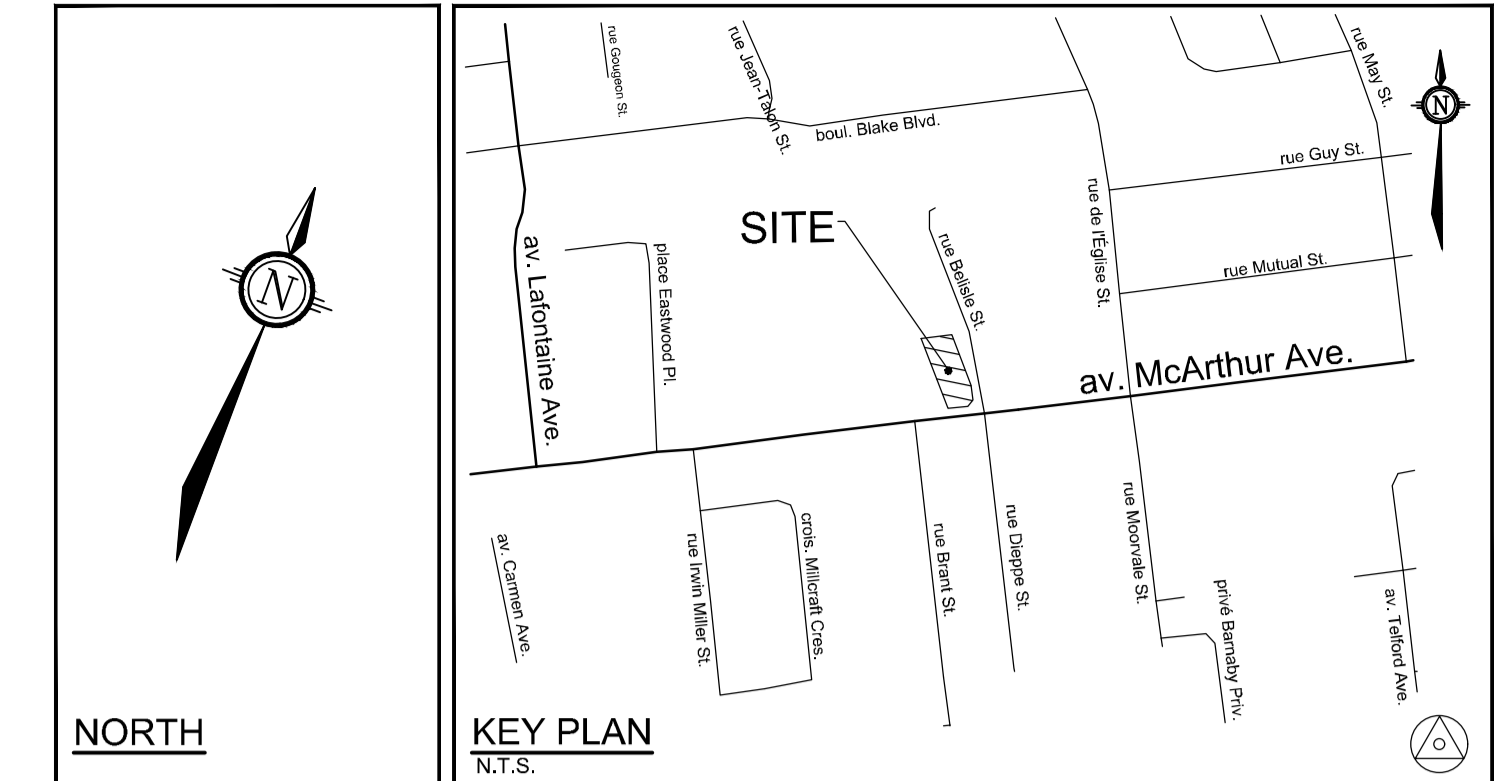 N
NORTH
rue Gougeon St.
rue Jean-Talon St.
boul. Blake Blvd.
rue May St.
N
rue Guy St.
rue de l'Église St.
SITE
rue Belisle St.
rue Mutual St.
av. Lafontaine Ave.
place Eastwood Pl.
av. McArthur Ave.
av. Carmen Ave.
rue Irwin Miller St.
crois. Millcraft Cres.
rue Brant St.
rue Dieppe St.
rue Moorvale St.
privé Barnaby Priv.
av. Telford Ave.
KEY PLAN
N.T.S.